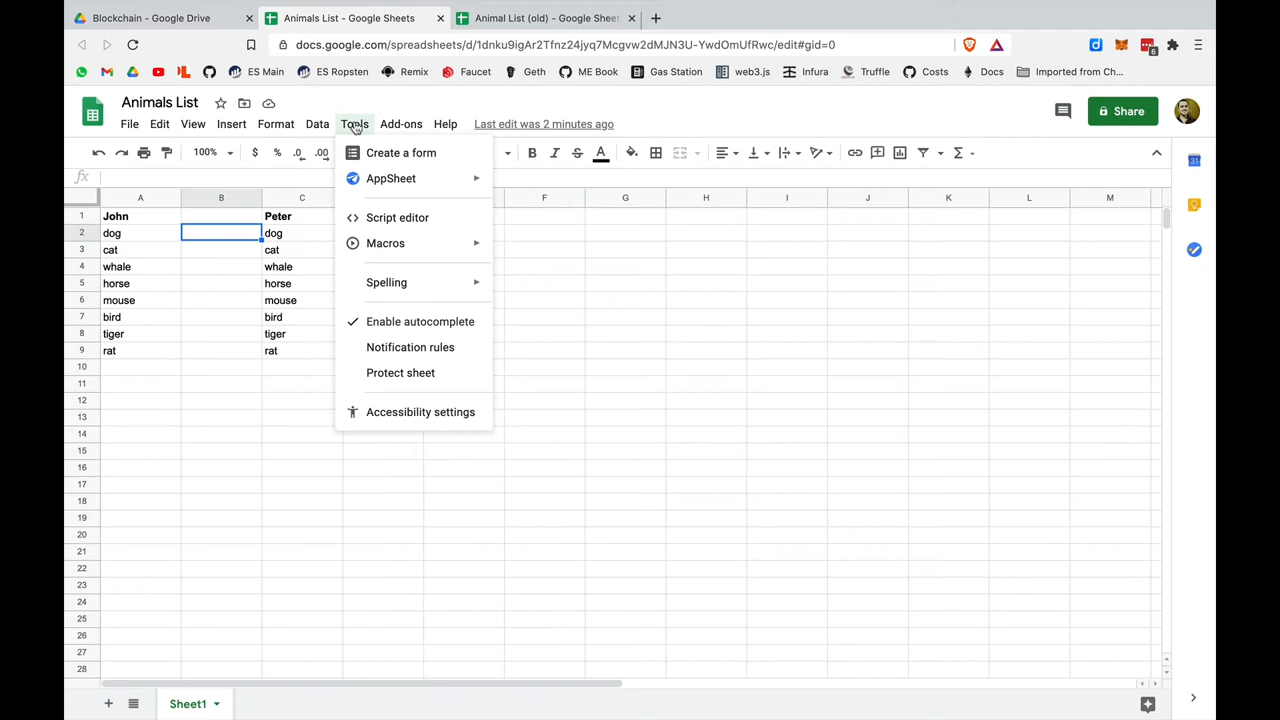 Blockchain - Google Drive
Animals List - Google Sheets
Animal List (old) - Google Shee
docs.google.com/spreadsheets/d/1dnku9igAr2Tfnz24jyq7Mcgvw2dMJN3U-YwdOmUfRwc/edit#gid=0
6
ES Main ES Ropsten Remix Faucet Geth ME Book Gas Station web3.js Infura Truffle Costs Docs Imported from Ch...
Animals List
Share
File Edit View Insert Format Data Tools Add-ons Help Last edit was 2 minutes ago
100% $ % .0 .00 B I S A Σ
fx
A B C F G H I J K L M
1 John Peter
2 dog dog
3 cat cat
4 whale whale
5 horse horse
6 mouse mouse
7 bird bird
8 tiger tiger
9 rat rat
10
11
12
13
14
15
16
17
18
19
20
21
22
23
24
25
26
27
28
Create a form
AppSheet
Script editor
Macros
Spelling
Enable autocomplete
Notification rules
Protect sheet
Accessibility settings
31
Sheet1